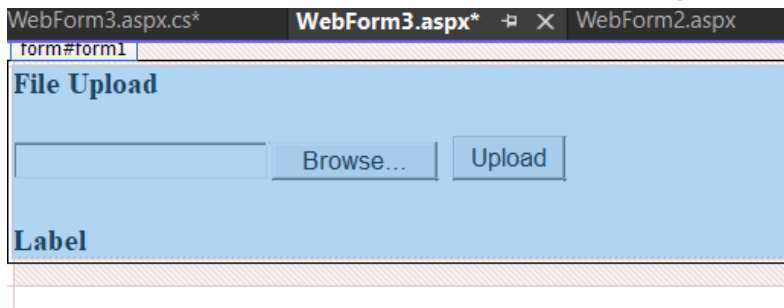 WebForm3.aspx.cs* WebForm3.aspx* WebForm2.aspx
form#form1
File Upload
Browse... Upload
Label